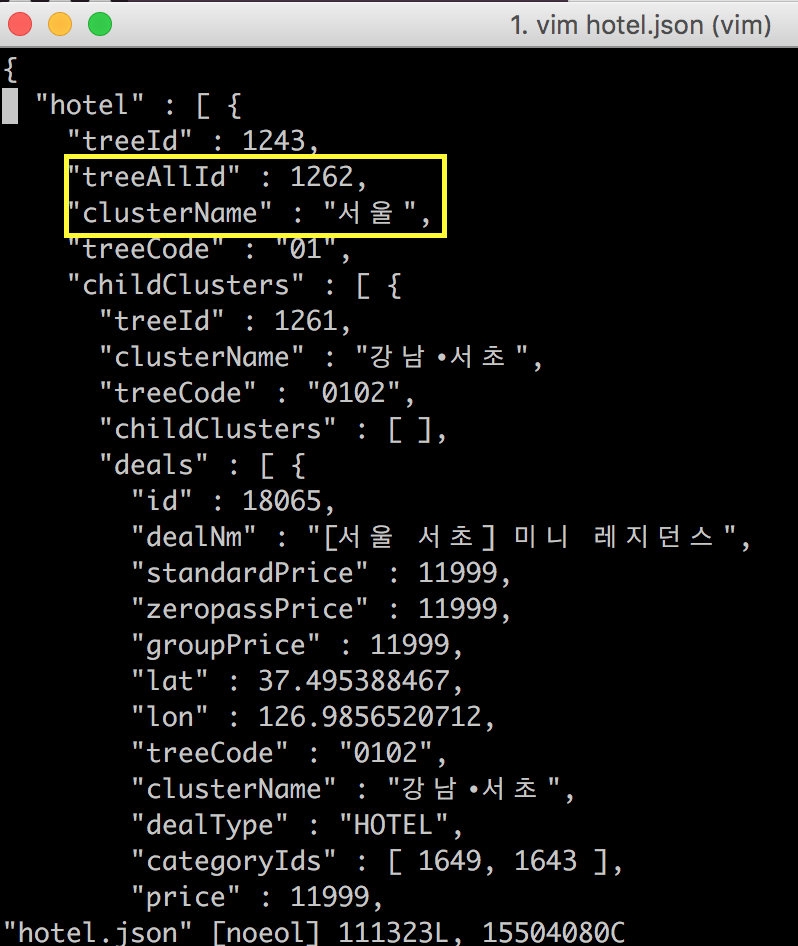 1. vim hotel.json (vim)
{
"hotel" : [ {
"treeId" : 1243,
"treeAllId" : 1262,
"clusterName" : "서울",
"treeCode" : "01",
"childClusters" : [ {
"treeId" : 1261,
"clusterName" : "강남•서초",
"treeCode" : "0102",
"childClusters" : [ ],
"deals" : [ {
"id" : 18065,
"dealNm" : "[서울 서초] 미니 레지던스",
"standardPrice" : 11999,
"zeropassPrice" : 11999,
"groupPrice" : 11999,
"lat" : 37.495388467,
"lon" : 126.9856520712,
"treeCode" : "0102",
"clusterName" : "강남•서초",
"dealType" : "HOTEL",
"categoryIds" : [ 1649, 1643 ],
"price" : 11999,
"hotel.json" [noeol] 111323L, 15504080C